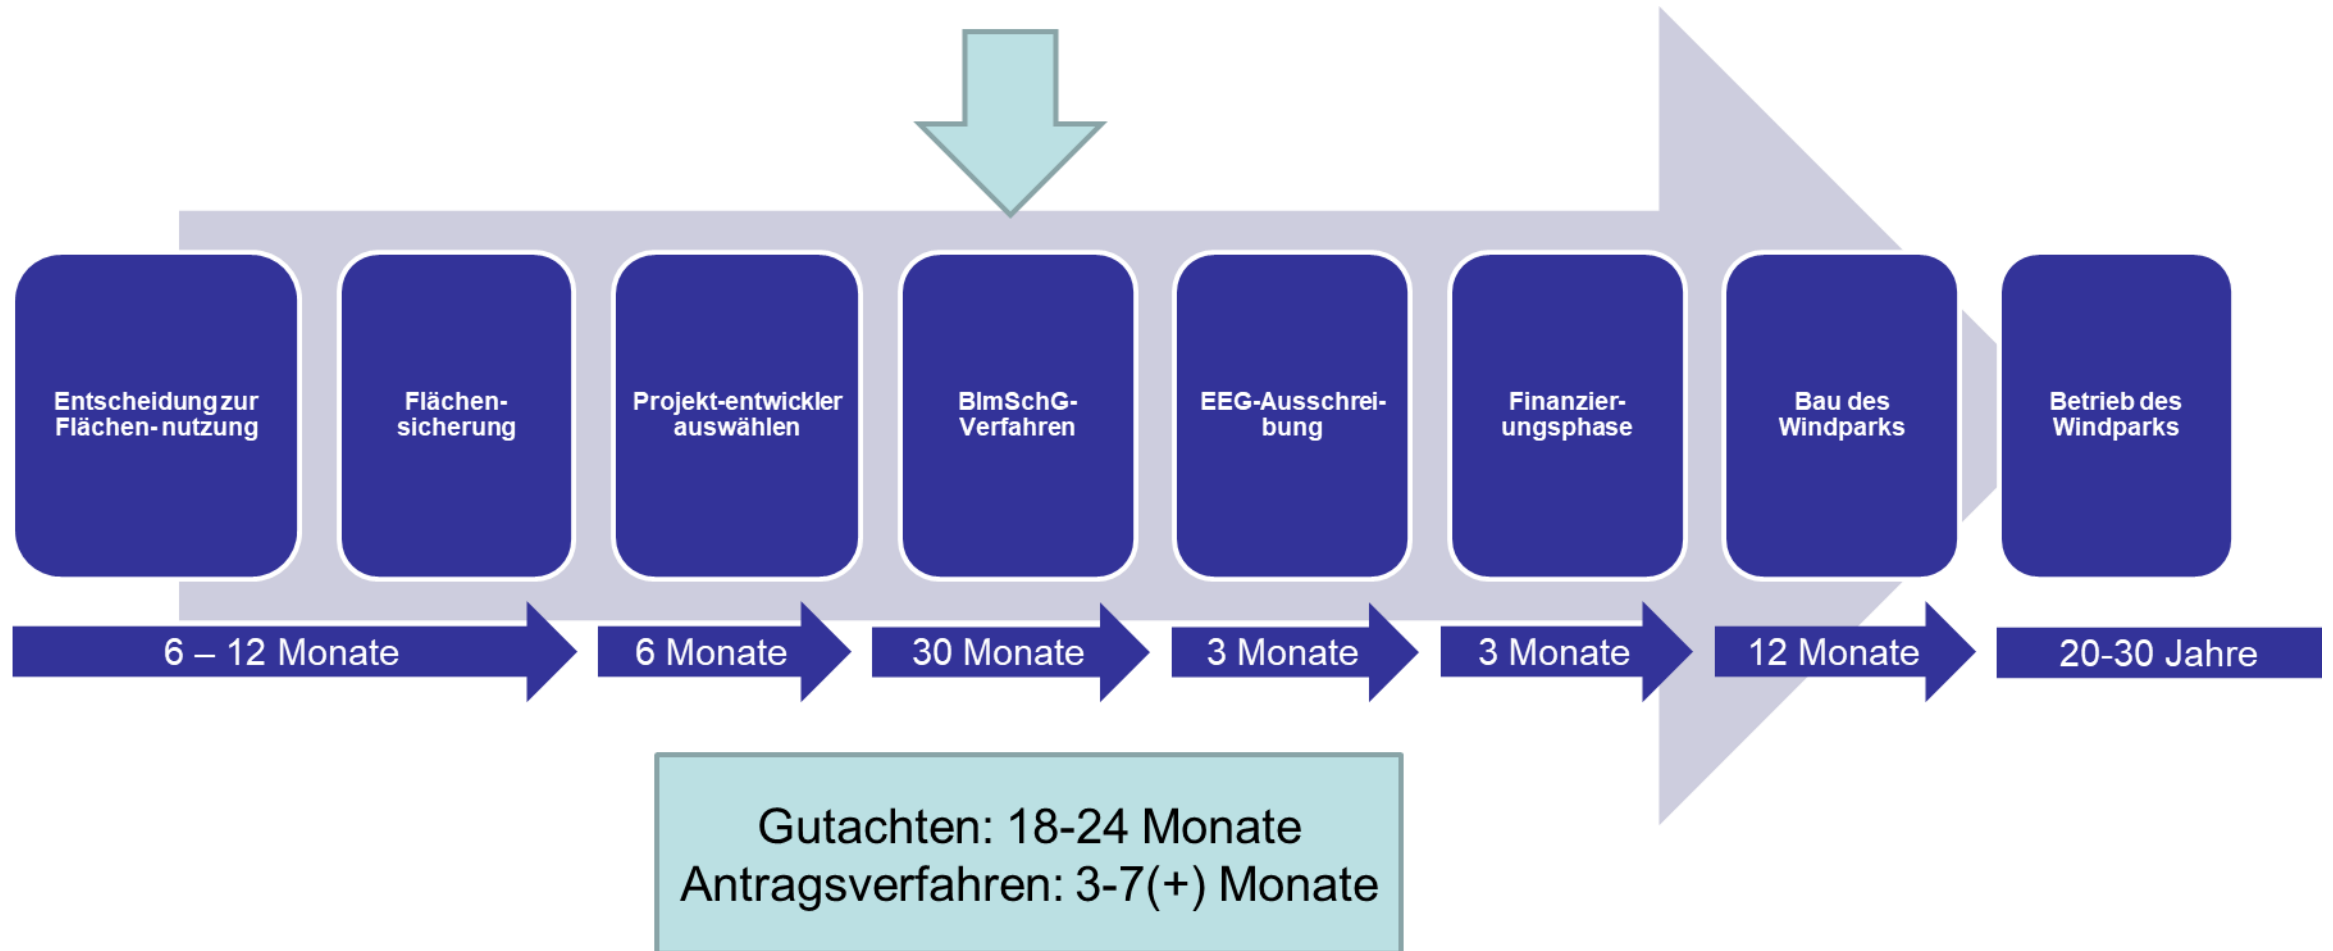 Entscheidung zur
Flächen- nutzung
Flächen-
sicherung
Projekt-entwickler
auswählen
BImSchG-
Verfahren
EEG-Ausschrei-
bung
Finanzier-
ungsphase
Bau des
Windparks
Betrieb des
Windparks
6 – 12 Monate
6 Monate
30 Monate
3 Monate
3 Monate
12 Monate
20-30 Jahre
Gutachten: 18-24 Monate
Antragsverfahren: 3-7(+) Monate